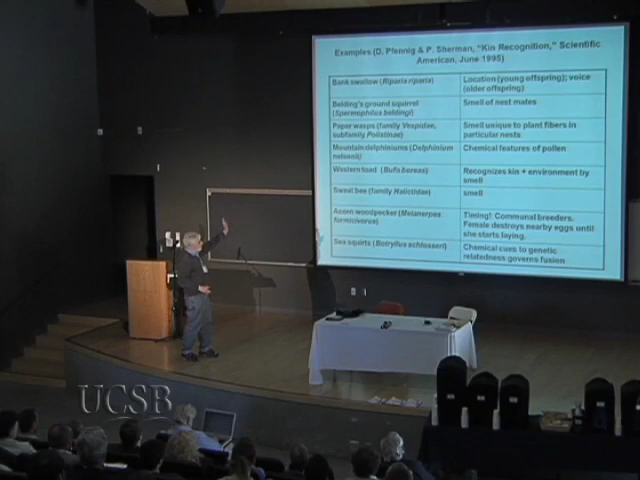 Examples (D. Pfennig & P. Sherman, "Kin Recognition," Scientific
American, June 1995)
Bank swallow (Riparia riparia)
Location (young offspring); voice
(older offspring)
Belding's ground squirrel
(Spermophilus beldingi)
Smell of nest mates
Paper wasps (family Vespidae,
subfamily Polistinae)
Smell unique to plant fibers in
particular nests
Mountain delphiniums (Delphinium
nelsonii)
Chemical features of pollen
Western toad (Bufo boreas)
Recognizes kin + environment by
smell
Sweat bee (family Halictidae)
smell
Acorn woodpecker (Melanerpes
formicivorus)
Timing! Communal breeders.
Female destroys nearby eggs until
she starts laying.
Sea squirts (Botryllus schlosseri)
Chemical cues to genetic
relatedness governs fusion
UCSB